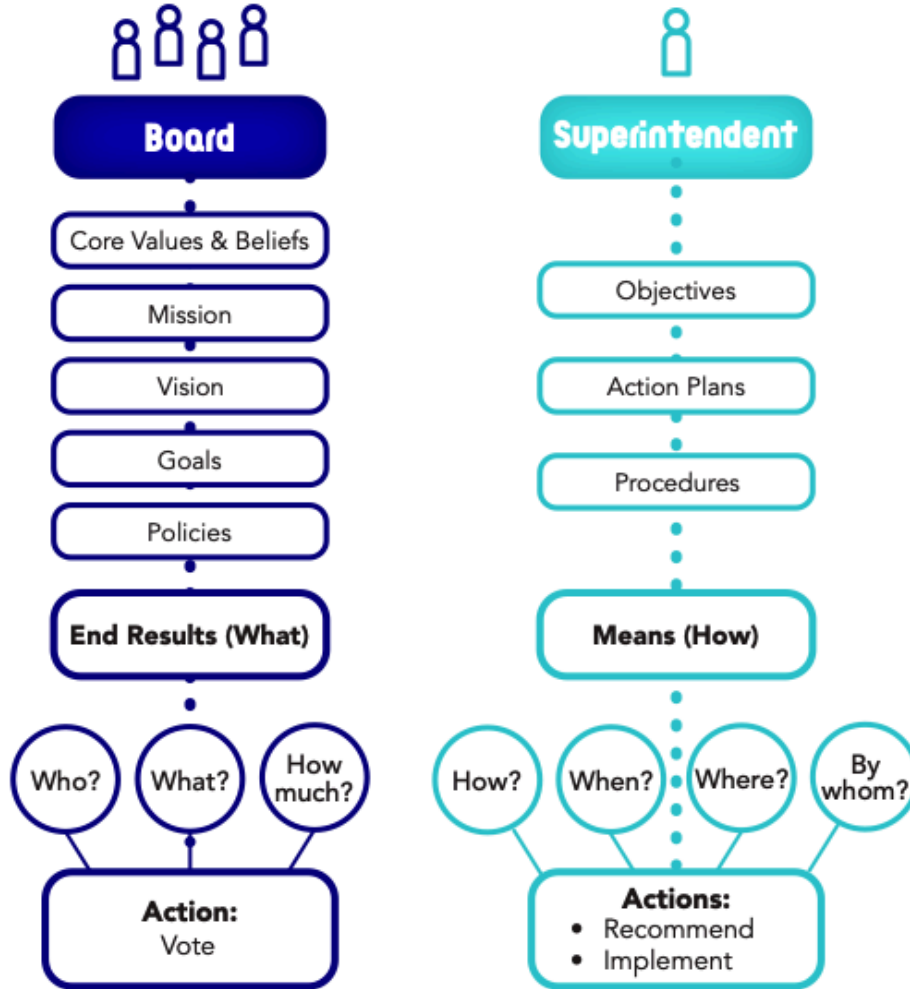 Board
Core Values & Beliefs
Mission
Vision
Goals
Policies
End Results (What)
Who?
What?
How
much?
Action:
Vote
Superintendent
Objectives
Action Plans
Procedures
Means (How)
How?
When?
Where?
By
whom?
Actions:
• Recommend
• Implement